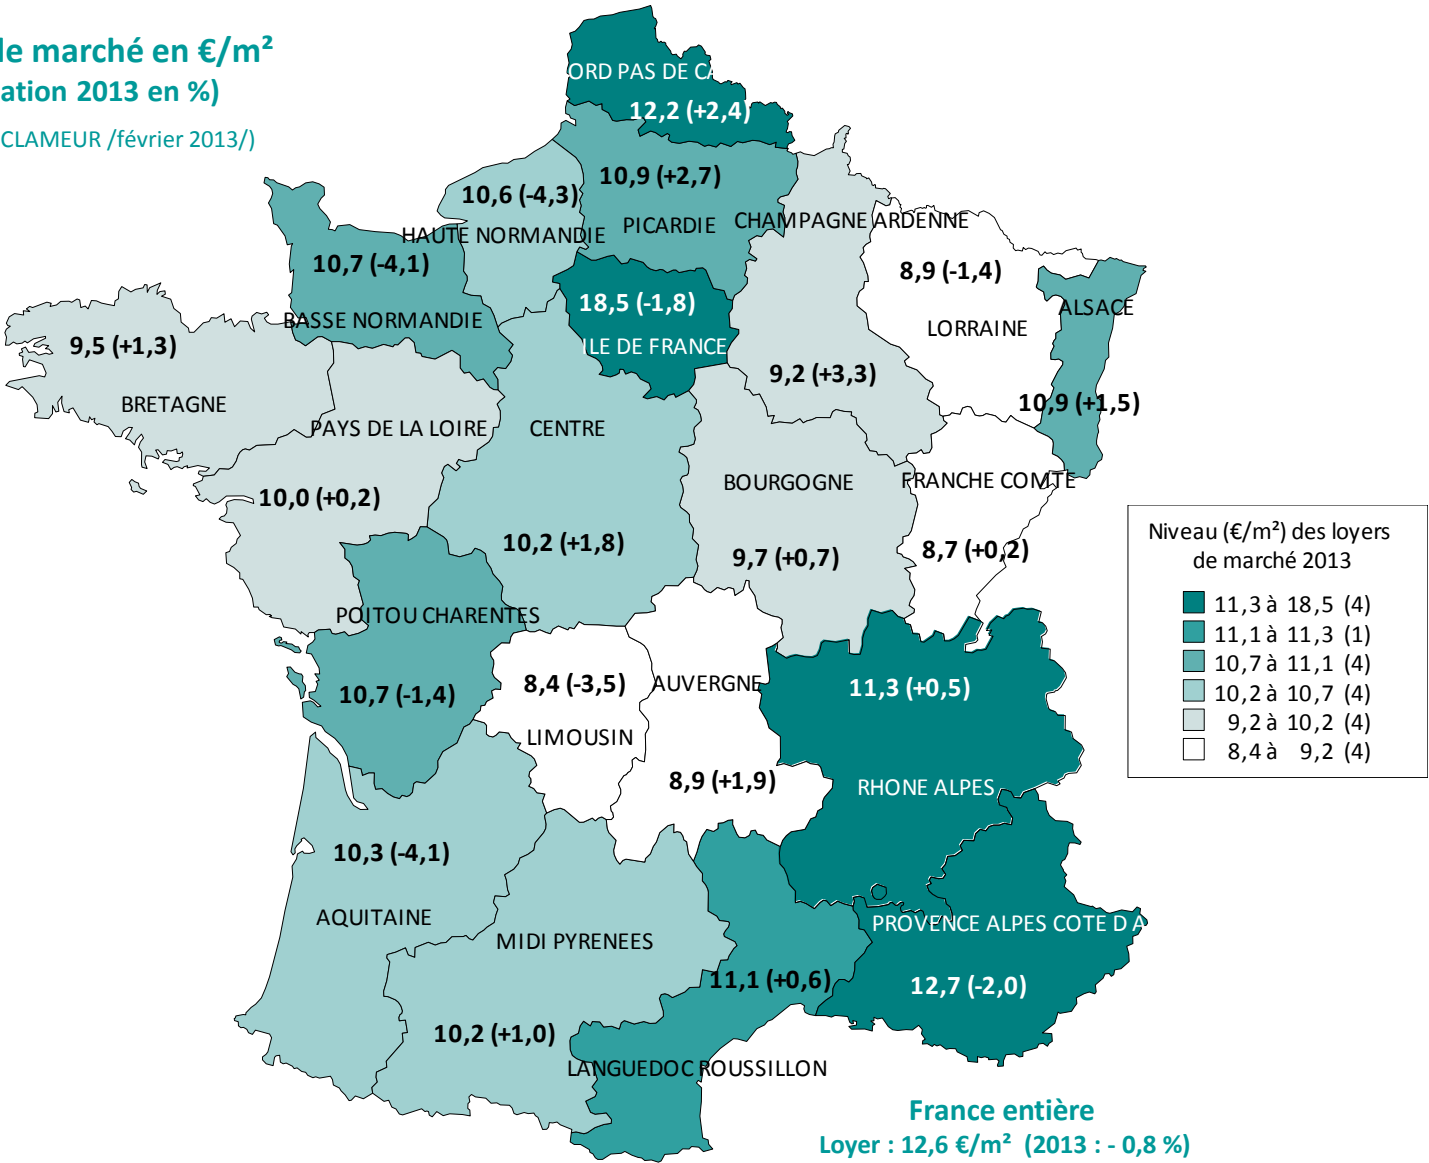 le marché en €/m²
ation 2013 en %)
CLAMEUR /février 2013/)
ORD PAS DE CA
12,2 (+2,4)
10,9 (+2,7)
PICARDIE
10,6 (-4,3)
HAUTE NORMANDIE
CHAMPAGNE ARDENNE
9,2 (+3,3)
10,7 (-4,1)
BASSE NORMANDIE
18,5 (-1,8)
ILE DE FRANCE
8,9 (-1,4)
LORRAINE
ALSACE
10,9 (+1,5)
9,5 (+1,3)
BRETAGNE
PAYS DE LA LOIRE
10,0 (+0,2)
CENTRE
10,2 (+1,8)
BOURGOGNE
9,7 (+0,7)
FRANCHE COMTE
8,7 (+0,2)
POITOU CHARENTES
10,7 (-1,4)
8,4 (-3,5)
LIMOUSIN
AUVERGNE
8,9 (+1,9)
11,3 (+0,5)
RHONE ALPES
10,3 (-4,1)
AQUITAINE
MIDI PYRENEES
10,2 (+1,0)
11,1 (+0,6)
LANGUEDOC ROUSSILLON
PROVENCE ALPES COTE D A
12,7 (-2,0)
Niveau (€/m²) des loyers
de marché 2013
11,3 à 18,5 (4)
11,1 à 11,3 (1)
10,7 à 11,1 (4)
10,2 à 10,7 (4)
9,2 à 10,2 (4)
8,4 à 9,2 (4)
France entière
Loyer : 12,6 €/m² (2013 : - 0,8 %)